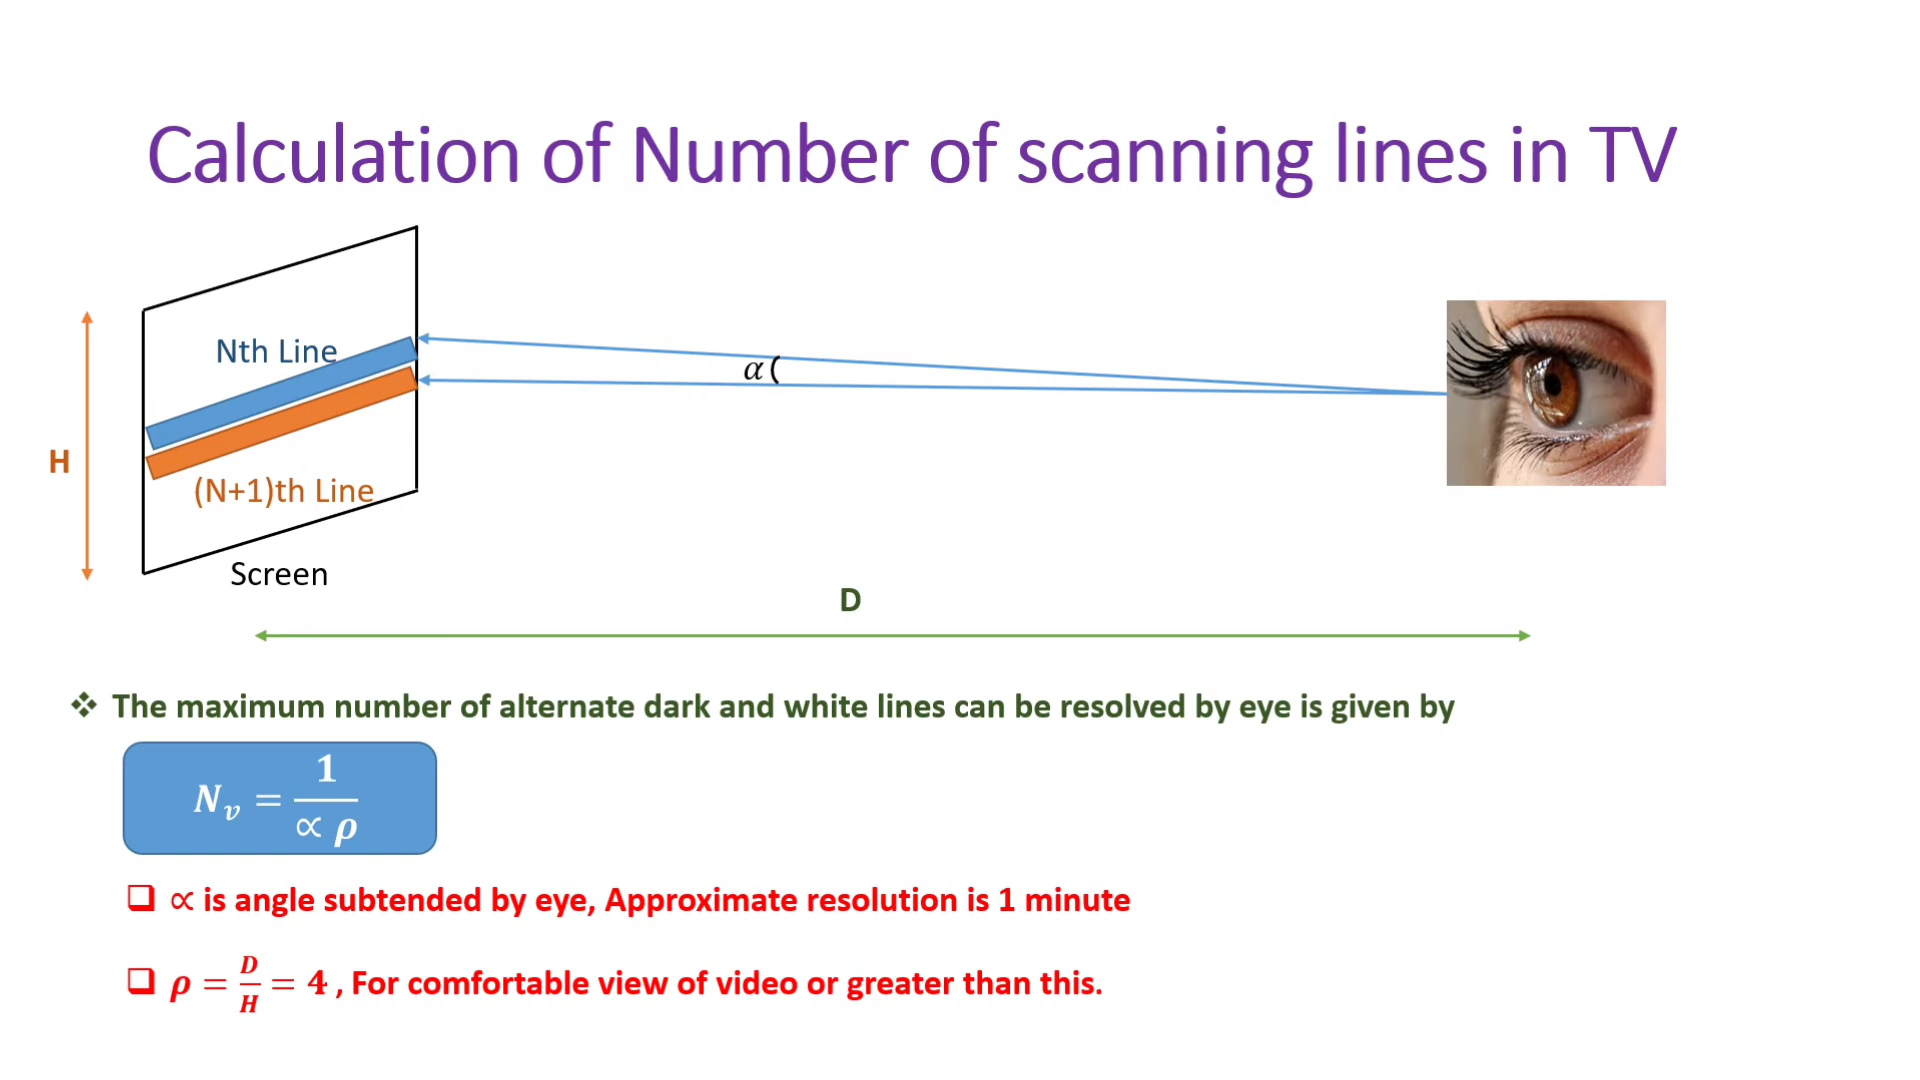 Calculation of Number of scanning lines in TV
Nth Line
α (
H
(N+1)th Line
Screen
D
❖ The maximum number of alternate dark and white lines can be resolved by eye is given by
N_v = 1 / ∝ ρ
❑ ∝ is angle subtended by eye, Approximate resolution is 1 minute
❑ ρ = D/H = 4 , For comfortable view of video or greater than this.